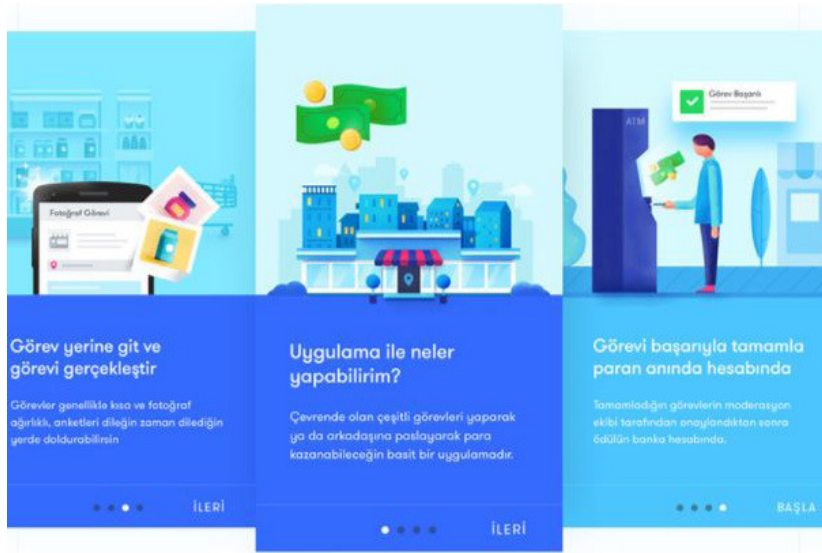 Fotoğraf Görevi
Görev yerine git ve
görevi gerçekleştir
Görevler genellikle kısa ve fotoğraf
ağırlıklı, anketleri dileğin zaman dilediğin
yerde doldurabilirsin
İLERİ
Uygulama ile neler
yapabilirim?
Çevrende olan çeşitli görevleri yaparak
ya da arkadaşına paslayarak para
kazanabileceğin basit bir uygulamadır.
İLERİ
ATM
Görev Başarılı
Görevi başarıyla tamamla
paran anında hesabında
Tamamladığın görevlerin moderasyon
ekibi tarafından onaylandıktan sonra
ödülün banka hesabında.
BAŞLA